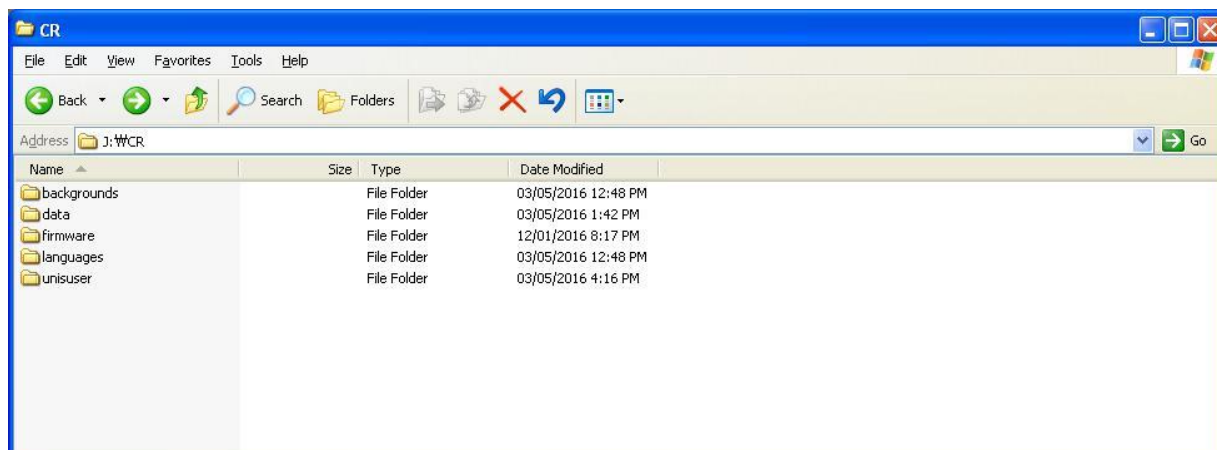 CR
File Edit View Favorites Tools Help
Back Search Folders
Address J:₩CR Go
Name Size Type Date Modified
backgrounds File Folder 03/05/2016 12:48 PM
data File Folder 03/05/2016 1:42 PM
firmware File Folder 12/01/2016 8:17 PM
languages File Folder 03/05/2016 12:48 PM
unisuser File Folder 03/05/2016 4:16 PM